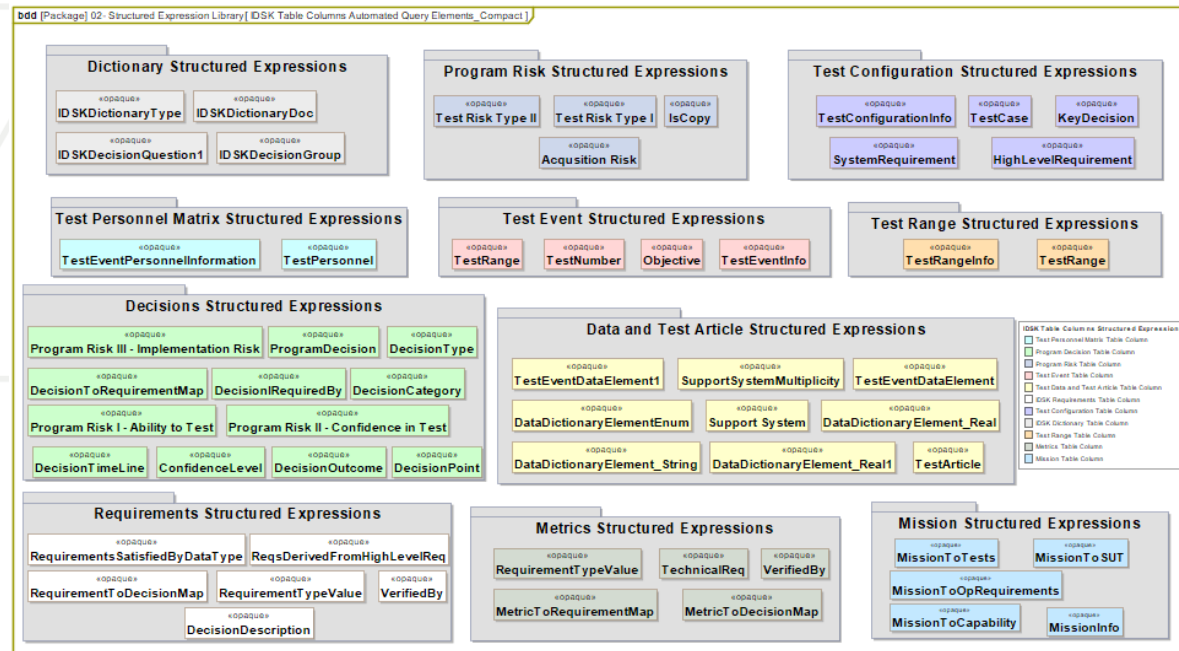 bdd [Package] 02- Structured Expression Library[ IDSK Table Columns Automated Query Elements_Compact ]
Dictionary Structured Expressions
«opaque»
IDSKDictionaryType
«opaque»
IDSKDictionaryDoc
«opaque»
IDSKDecisionQuestion1
«opaque»
IDSKDecisionGroup
Program Risk Structured Expressions
«opaque»
Test Risk Type II
«opaque»
Test Risk Type I
«opaque»
IsCopy
«opaque»
Acqusition Risk
Test Configuration Structured Expressions
«opaque»
TestConfigurationInfo
«opaque»
TestCase
«opaque»
KeyDecision
«opaque»
SystemRequirement
«opaque»
HighLevelRequirement
Test Personnel Matrix Structured Expressions
«opaque»
TestEventPersonnelInformation
«opaque»
TestPersonnel
Test Event Structured Expressions
«opaque»
TestRange
«opaque»
TestNumber
«opaque»
Objective
«opaque»
TestEventInfo
Test Range Structured Expressions
«opaque»
TestRangeInfo
«opaque»
TestRange
Decisions Structured Expressions
«opaque»
Program Risk III - Implementation Risk
«opaque»
ProgramDecision
«opaque»
DecisionType
«opaque»
DecisionToRequirementMap
«opaque»
DecisionIRequiredBy
«opaque»
DecisionCategory
«opaque»
Program Risk I - Ability to Test
«opaque»
Program Risk II - Confidence in Test
«opaque»
DecisionTimeLine
«opaque»
ConfidenceLevel
«opaque»
DecisionOutcome
«opaque»
DecisionPoint
Data and Test Article Structured Expressions
«opaque»
TestEventDataElement1
«opaque»
SupportSystemMultiplicity
«opaque»
TestEventDataElement
«opaque»
DataDictionaryElementEnum
«opaque»
Support System
«opaque»
DataDictionaryElement_Real
«opaque»
DataDictionaryElement_String
«opaque»
DataDictionaryElement_Real1
«opaque»
TestArticle
IDSK Table Columns Structured Expression
Test Personnel Matrix Table Column
Program Decision Table Column
Program Risk Table Column
Test Event Table Column
Test Data and Test Article Table Column
IDSK Requirements Table Column
Test Configuration Table Column
IDSK Dictionary Table Column
Test Range Table Column
Metrics Table Column
Mission Table Column
Requirements Structured Expressions
«opaque»
RequirementsSatisfiedByDataType
«opaque»
ReqsDerivedFromHighLevelReq
«opaque»
RequirementToDecisionMap
«opaque»
RequirementTypeValue
«opaque»
VerifiedBy
«opaque»
DecisionDescription
Metrics Structured Expressions
«opaque»
RequirementTypeValue
«opaque»
TechnicalReq
«opaque»
VerifiedBy
«opaque»
MetricToRequirementMap
«opaque»
MetricToDecisionMap
Mission Structured Expressions
«opaque»
MissionToTests
«opaque»
MissionToSUT
«opaque»
MissionToOpRequirements
«opaque»
MissionToCapability
«opaque»
MissionInfo